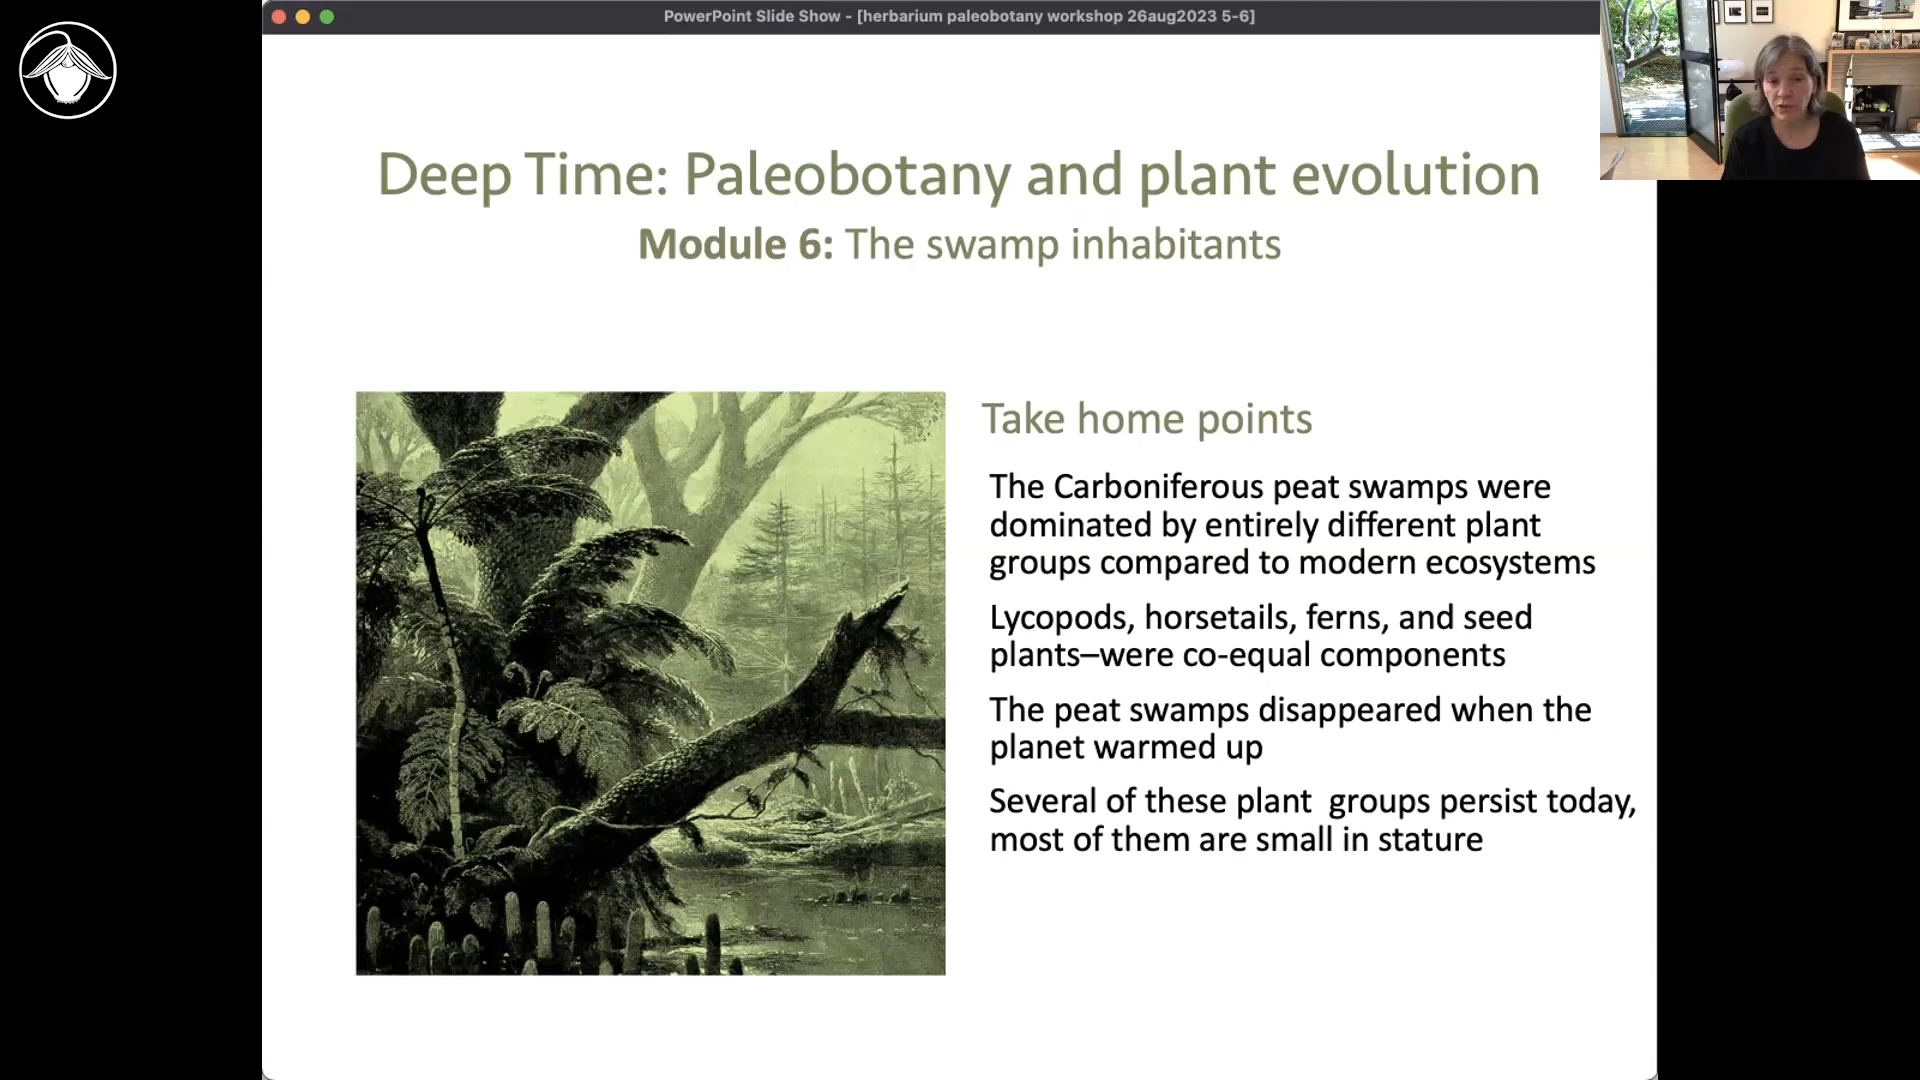 PowerPoint Slide Show - [herbarium paleobotany workshop 26aug2023 5-6]
Deep Time: Paleobotany and plant evolution
Module 6: The swamp inhabitants
Take home points
The Carboniferous peat swamps were
dominated by entirely different plant
groups compared to modern ecosystems
Lycopods, horsetails, ferns, and seed
plants–were co-equal components
The peat swamps disappeared when the
planet warmed up
Several of these plant  groups persist today,
most of them are small in stature